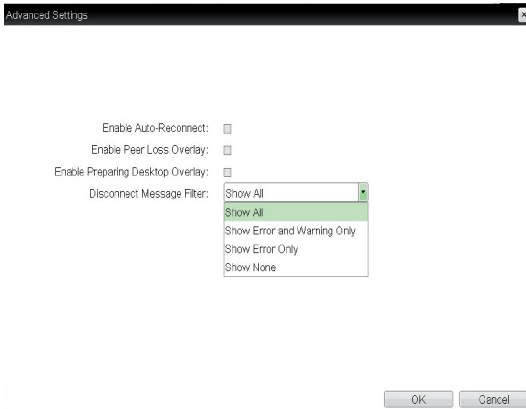 Advanced Settings
Enable Auto-Reconnect:
Enable Peer Loss Overlay:
Enable Preparing Desktop Overlay:
Disconnect Message Filter: Show All
Show All
Show Error and Warning Only
Show Error Only
Show None
OK Cancel